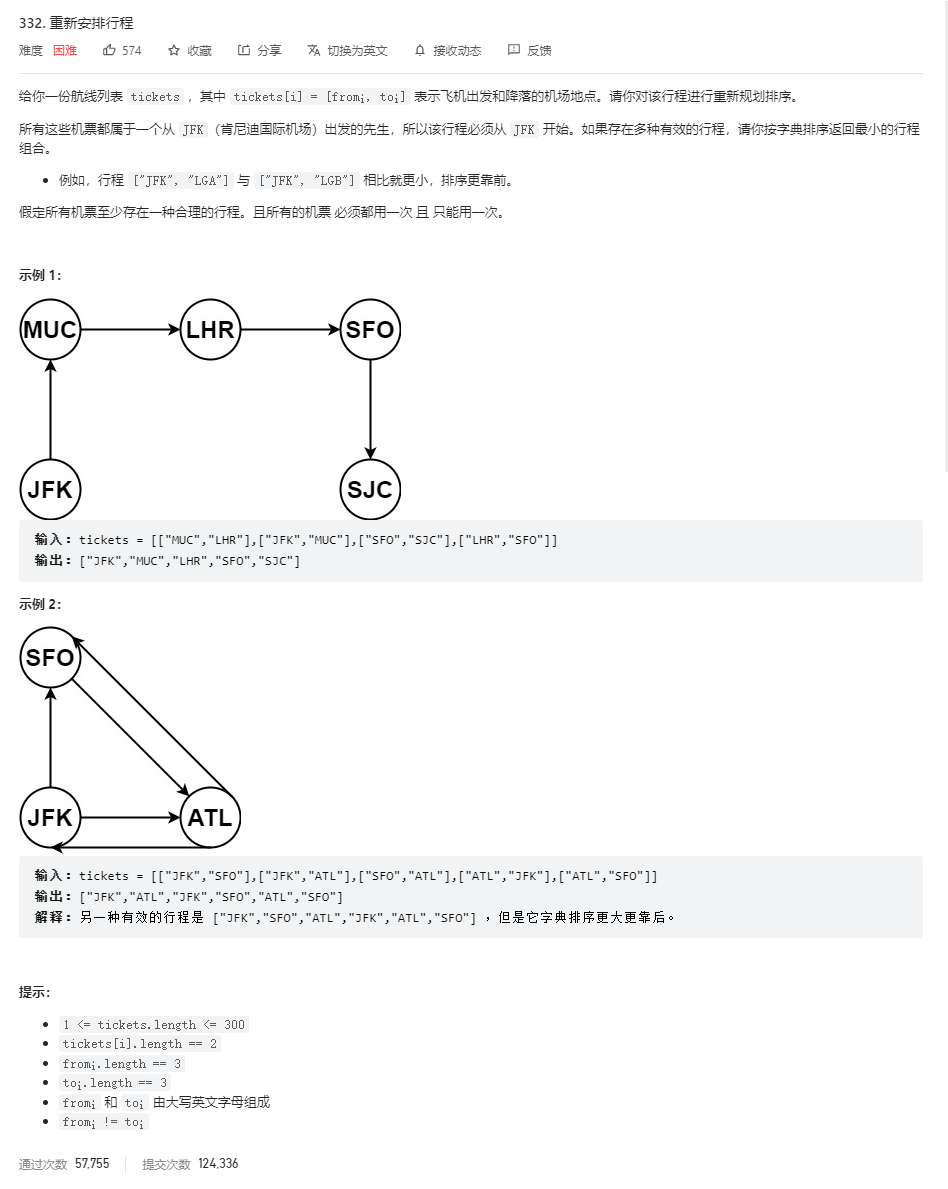 332. 重新安排行程
难度 困难 574 收藏 分享 切换为英文 接收动态 反馈
给你一份航线列表 tickets ，其中 tickets[i] = [fromᵢ, toᵢ] 表示飞机出发和降落的机场地点。请你对该行程进行重新规划排序。
所有这些机票都属于一个从 JFK （肯尼迪国际机场）出发的先生，所以该行程必须从 JFK 开始。如果存在多种有效的行程，请你按字典排序返回最小的行程
组合。
例如，行程 ["JFK", "LGA"] 与 ["JFK", "LGB"] 相比就更小，排序更靠前。
假定所有机票至少存在一种合理的行程。且所有的机票 必须都用一次 且 只能用一次。
示例 1：
MUC LHR SFO
JFK SJC
输入：tickets = [["MUC","LHR"],["JFK","MUC"],["SFO","SJC"],["LHR","SFO"]]
输出：["JFK","MUC","LHR","SFO","SJC"]
示例 2：
SFO
JFK ATL
输入：tickets = [["JFK","SFO"],["JFK","ATL"],["SFO","ATL"],["ATL","JFK"],["ATL","SFO"]]
输出：["JFK","ATL","JFK","SFO","ATL","SFO"]
解释：另一种有效的行程是 ["JFK","SFO","ATL","JFK","ATL","SFO"] ，但是它字典排序更大更靠后。
提示：
1 <= tickets.length <= 300
tickets[i].length == 2
fromᵢ.length == 3
toᵢ.length == 3
fromᵢ 和 toᵢ 由大写英文字母组成
fromᵢ != toᵢ
通过次数 57,755 提交次数 124,336